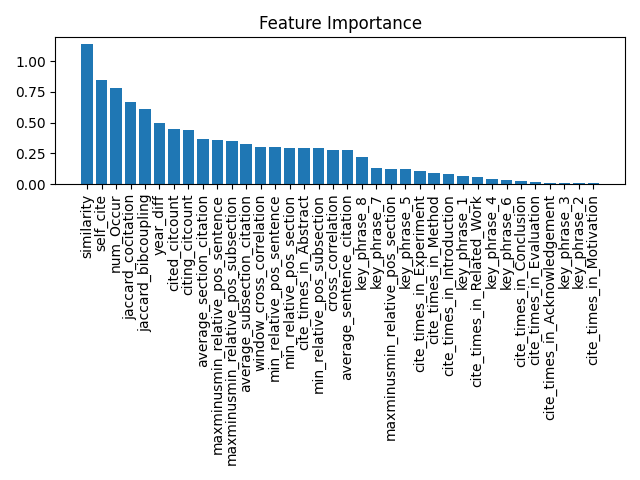 Feature Importance
1.00
0.75
0.50
0.25
0.00
similarity
self_cite
num_Occur
jaccard_cocitation
jaccard_bibcoupling
year_diff
cited_citcount
citing_citcount
average_section_citation
maxminusmin_relative_pos_sentence
maxminusmin_relative_pos_subsection
average_subsection_citation
window_cross_correlation
min_relative_pos_sentence
min_relative_pos_section
cite_times_in_Abstract
min_relative_pos_subsection
cross_correlation
average_sentence_citation
key_phrase_8
key_phrase_7
maxminusmin_relative_pos_section
key_phrase_5
cite_times_in_Experiment
cite_times_in_Method
cite_times_in_Introduction
key_phrase_1
cite_times_in_Related_Work
key_phrase_4
key_phrase_6
cite_times_in_Conclusion
cite_times_in_Evaluation
cite_times_in_Acknowledgement
key_phrase_3
key_phrase_2
cite_times_in_Motivation